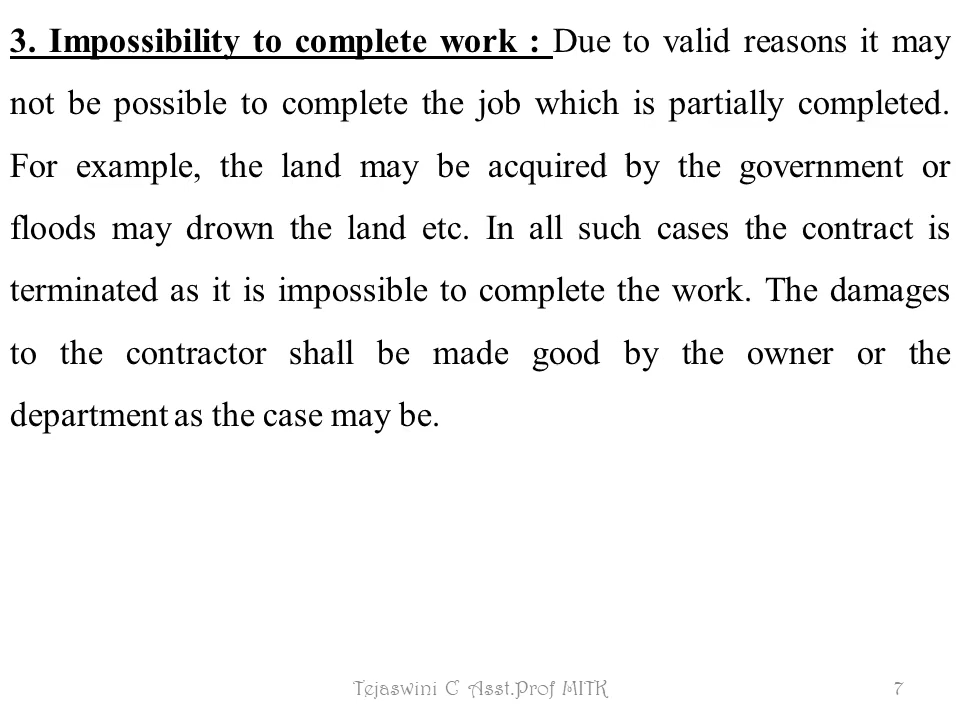 3. Impossibility to complete work : Due to valid reasons it may
not be possible to complete the job which is partially completed.
For example, the land may be acquired by the government or
floods may drown the land etc. In all such cases the contract is
terminated as it is impossible to complete the work. The damages
to the contractor shall be made good by the owner or the
department as the case may be.
Tejaswini C Asst.Prof MITK 7